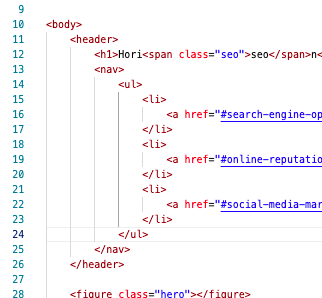 9
10 <body>
11 <header>
12 <h1>Hori<span class="seo">seo</span>n<
13 <nav>
14 <ul>
15 <li>
16 <a href="#search-engine-op
17 </li>
18 <li>
19 <a href="#online-reputatio
20 </li>
21 <li>
22 <a href="#social-media-mar
23 </li>
24 </ul>
25 </nav>
26 </header>
27
28 <figure class="hero"></figure>